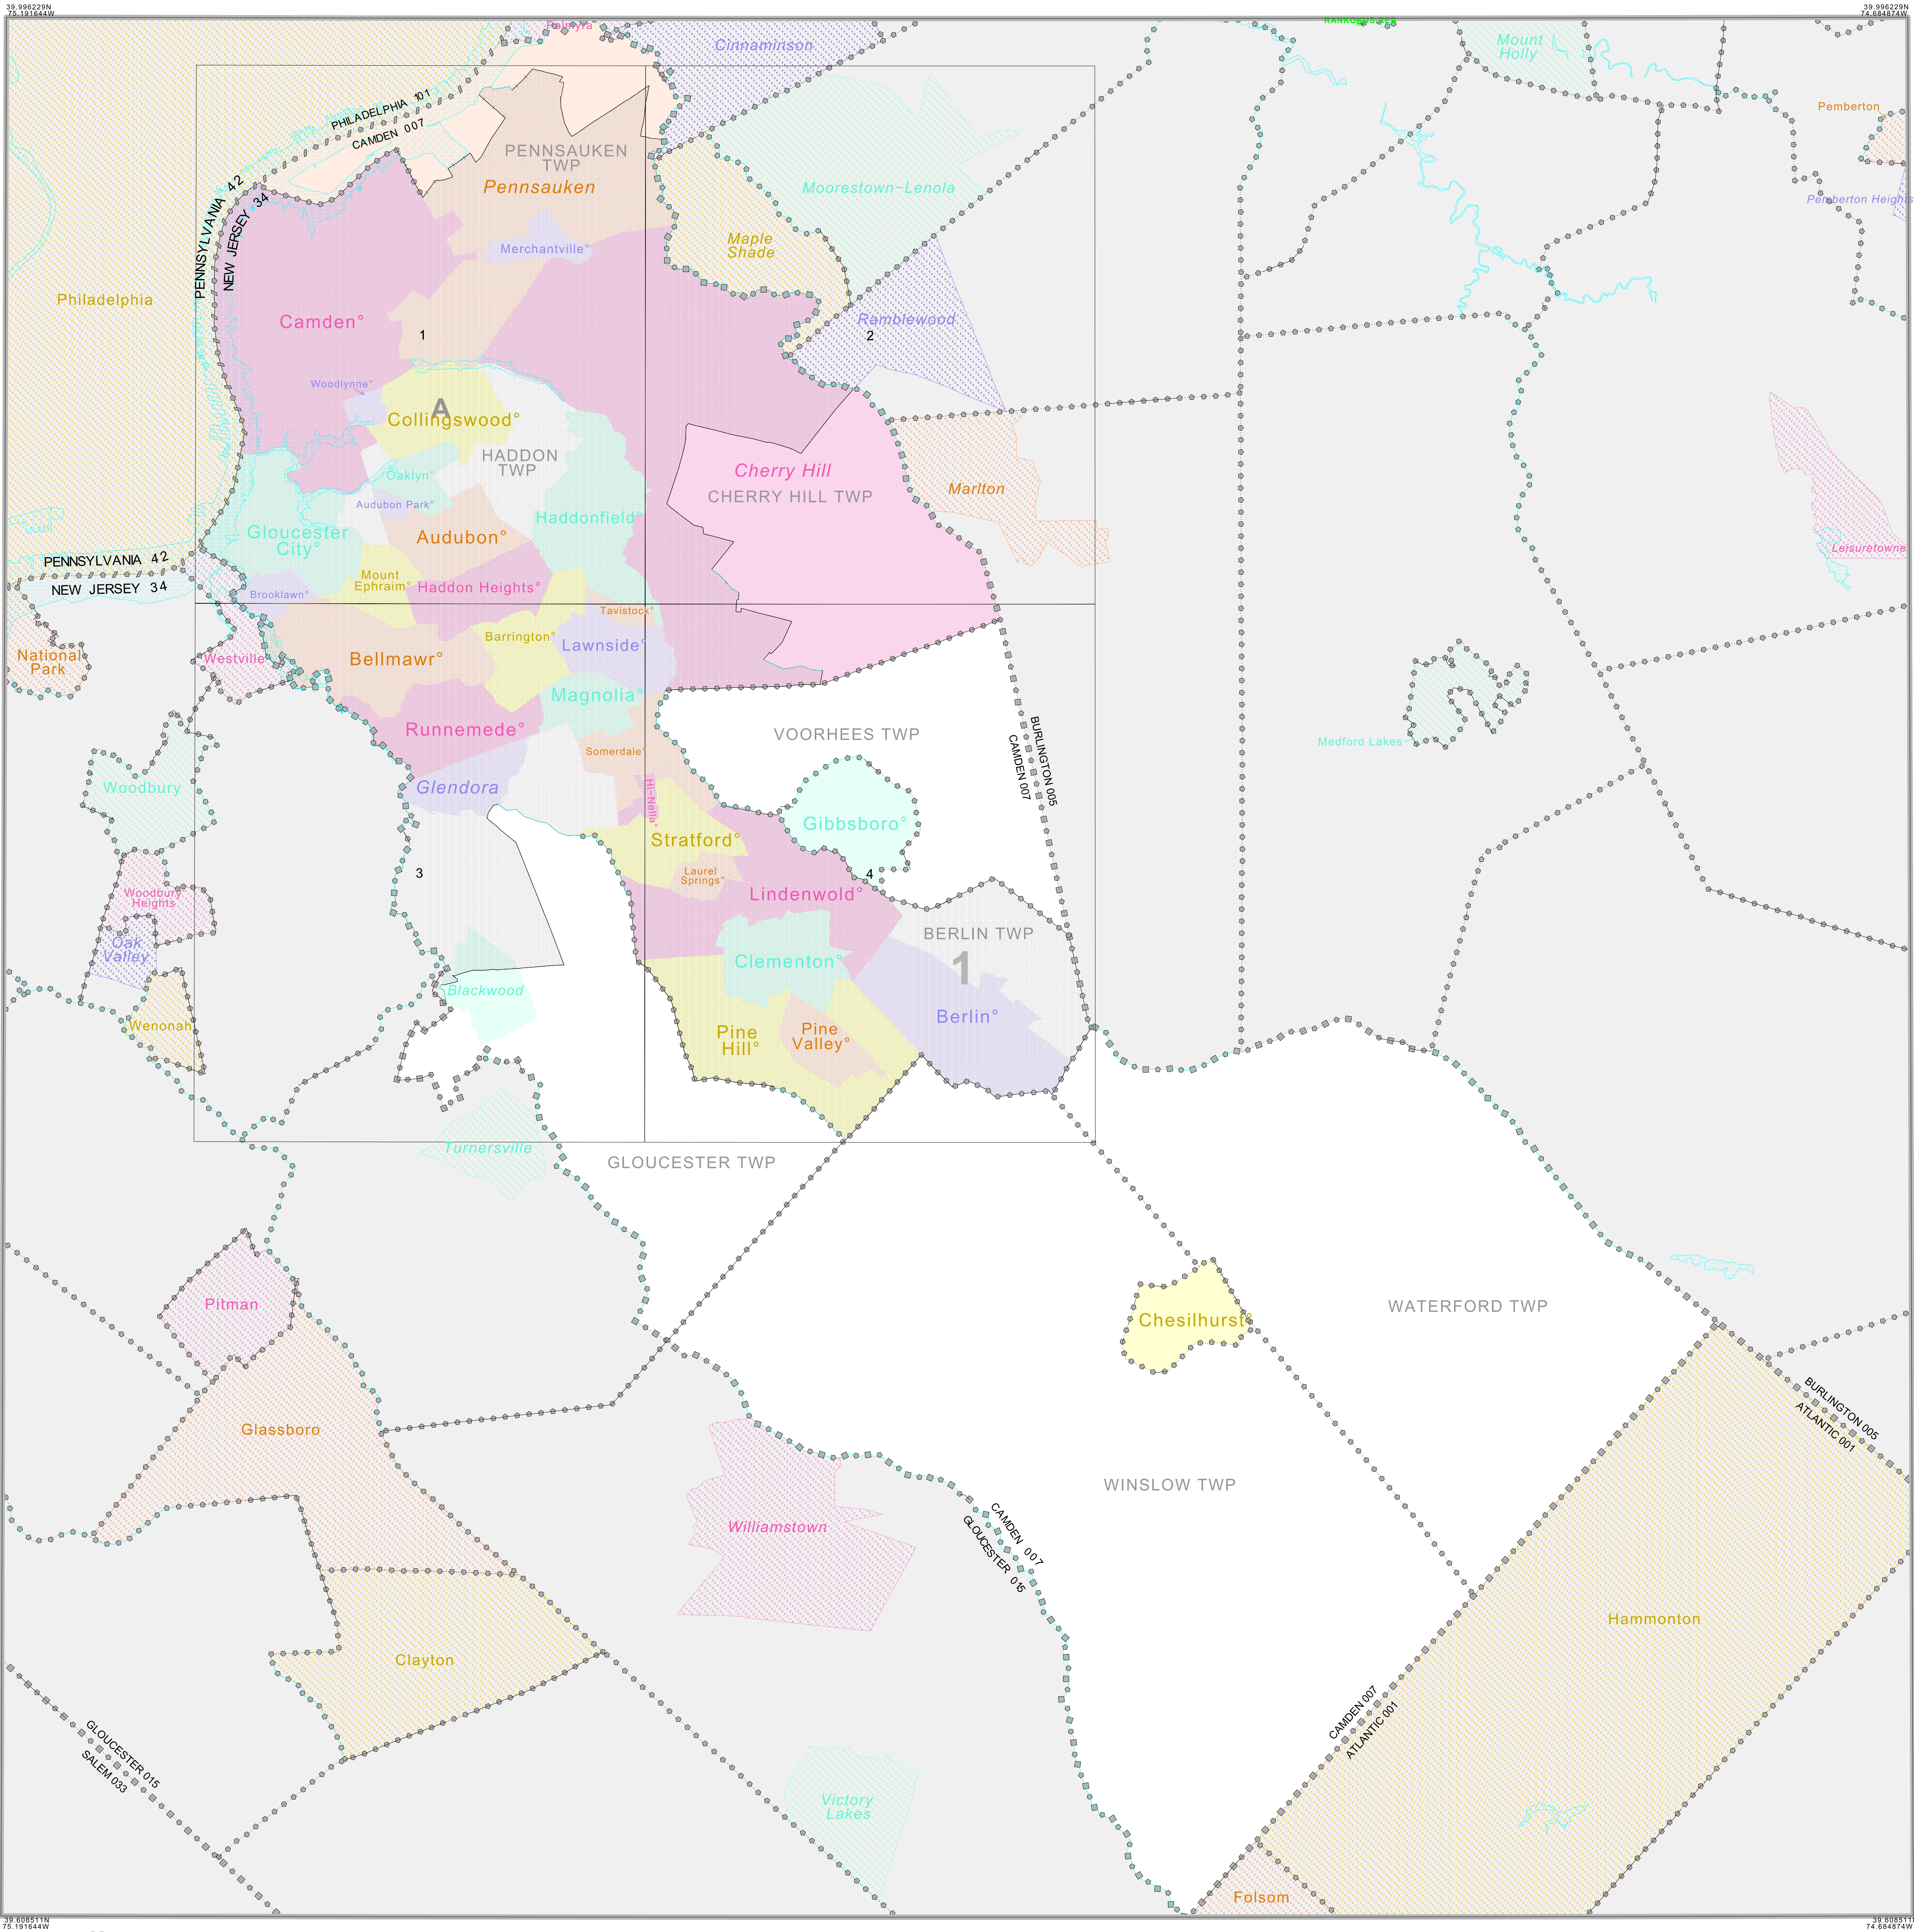 39.996229N
75.191644W
39.996229N
74.684874W
Palmyra
RANKOKUS RES
Cinnaminson
Mount
Holly
PHILADELPHIA 101
CAMDEN 007
Pemberton
PENNSAUKEN
TWP
Pennsauken
Moorestown-Lenola
PENNSYLVANIA 42
NEW JERSEY 34
Pemberton Heights
Merchantville°
Maple
Shade
Philadelphia
Camden°
1
Ramblewood
2
Woodlynne°
A
Collingswood°
HADDON
TWP
Oaklyn°
Cherry Hill
CHERRY HILL TWP
Marlton
Audubon Park°
Haddonfield°
Gloucester
City°
Audubon°
Leisuretowne
PENNSYLVANIA 42
NEW JERSEY 34
Mount
Ephraim°
Haddon Heights°
Brooklawn°
Tavistock°
Barrington°
Lawnside°
National
Park
Westville
Bellmawr°
Magnolia°
Runnemede°
VOORHEES TWP
BURLINGTON 005
CAMDEN 007
Medford Lakes
Somerdale°
Woodbury
Glendora
Hi-Nella°
Gibbsboro°
Stratford°
3
Laurel
Springs°
4
Woodbury
Heights
Lindenwold°
Oak
Valley
BERLIN TWP
1
Clementon°
Blackwood
Wenonah
Pine
Hill°
Pine
Valley°
Berlin°
Turnersville
GLOUCESTER TWP
Pitman
Chesilhurst°
WATERFORD TWP
BURLINGTON 005
ATLANTIC 001
Glassboro
WINSLOW TWP
Williamstown
CAMDEN 007
GLOUCESTER 015
Hammonton
Clayton
CAMDEN 007
ATLANTIC 001
GLOUCESTER 015
SALEM 033
Victory
Lakes
Folsom
39.608511N
75.191644W
39.608511N
74.684874W